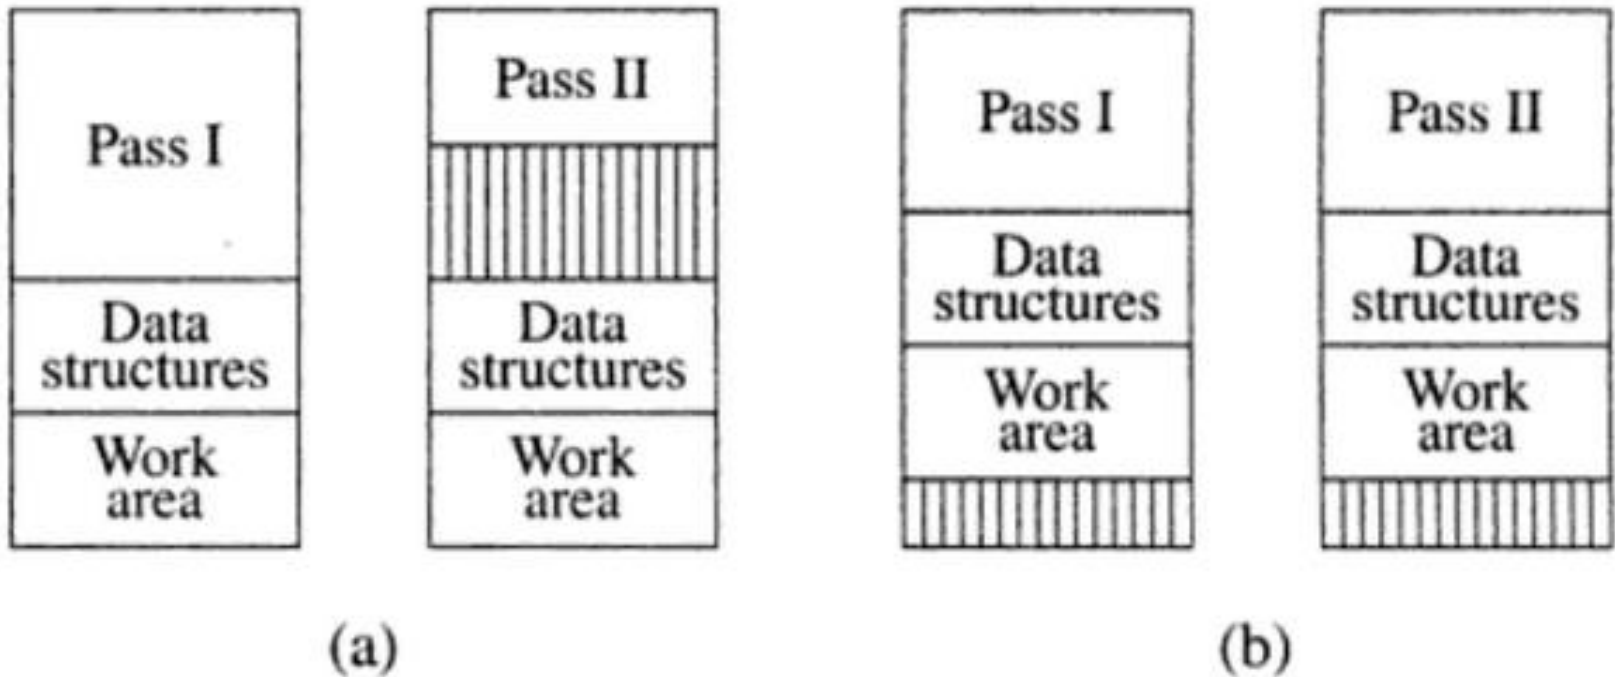 Pass I
Data
structures
Work
area
Pass II
Data
structures
Work
area
(a)
Pass I
Data
structures
Work
area
Pass II
Data
structures
Work
area
(b)